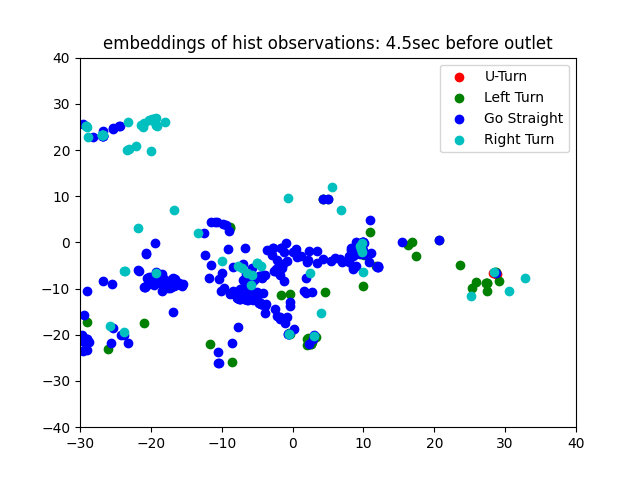 embeddings of hist observations: 4.5sec before outlet
U-Turn
Left Turn
Go Straight
Right Turn
40
30
20
10
0
−10
−20
−30
−40
−30 −20 −10 0 10 20 30 40